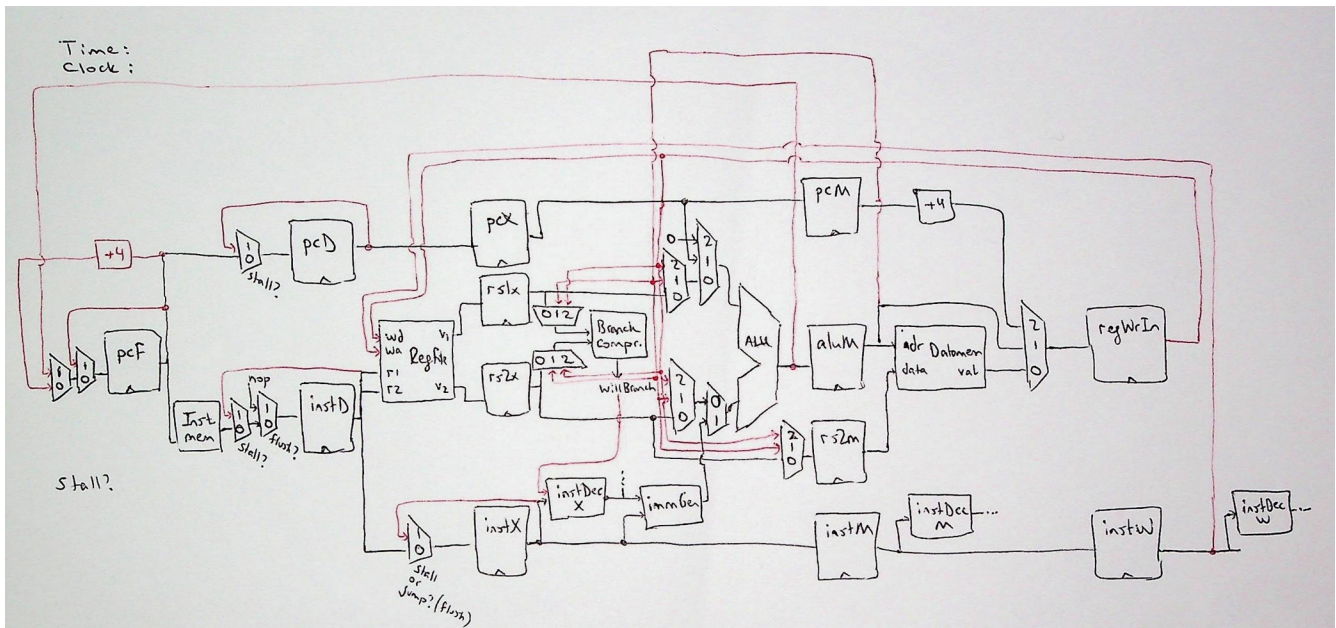 Time:
Clock:
+4
1
0
stall?
pcD
pcX
0
2
1
0
2
1
0
pcM
+4
1
0
1
0
pcF
Inst
mem
1
0
stall?
nop
1
0
flush?
instD
wd
wa
r1
r2
RegFile
v1
v2
rs1x
rs2x
0 1 2
0 1 2
Branch
Compr.
WillBranch
2
1
0
0
1
ALU
aluM
2
1
0
rs2m
adr
data
Datamem
val
2
1
0
regWrIn
Stall?
1
0
stall
or
jump?(flush)
instX
instDec
X
immGen
instM
instDec
M
...
instW
instDec
W
...